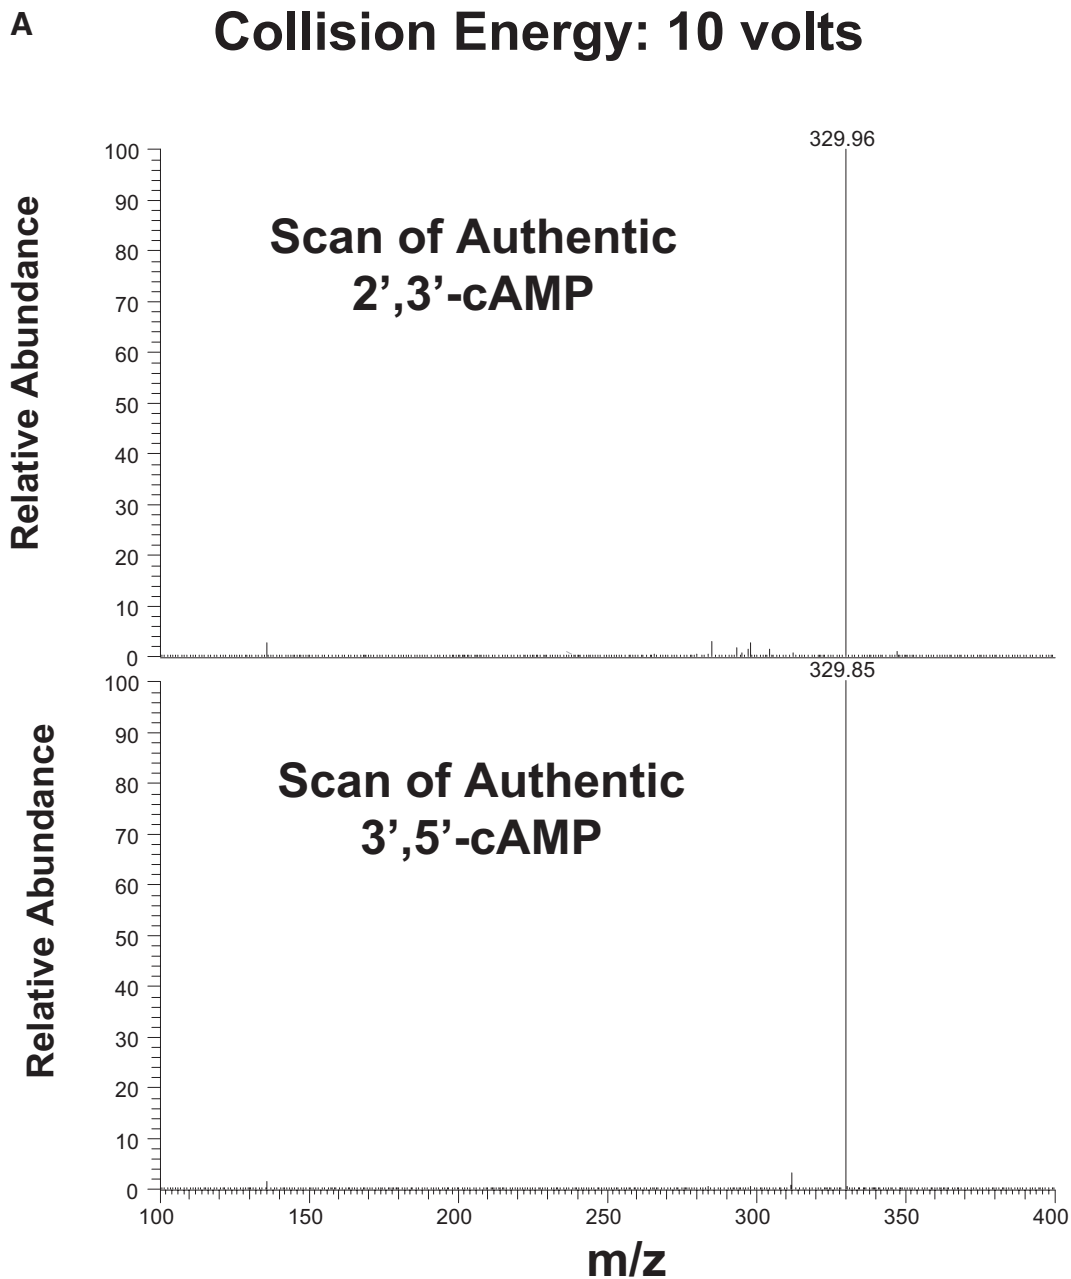 A
Collision Energy: 10 volts
329.96
100
90
80
70
60
50
40
30
20
10
0
Relative Abundance
Scan of Authentic
2’,3’-cAMP
329.85
100
90
80
70
60
50
40
30
20
10
0
Relative Abundance
Scan of Authentic
3’,5’-cAMP
100 150 200 250 300 350 400
m/z